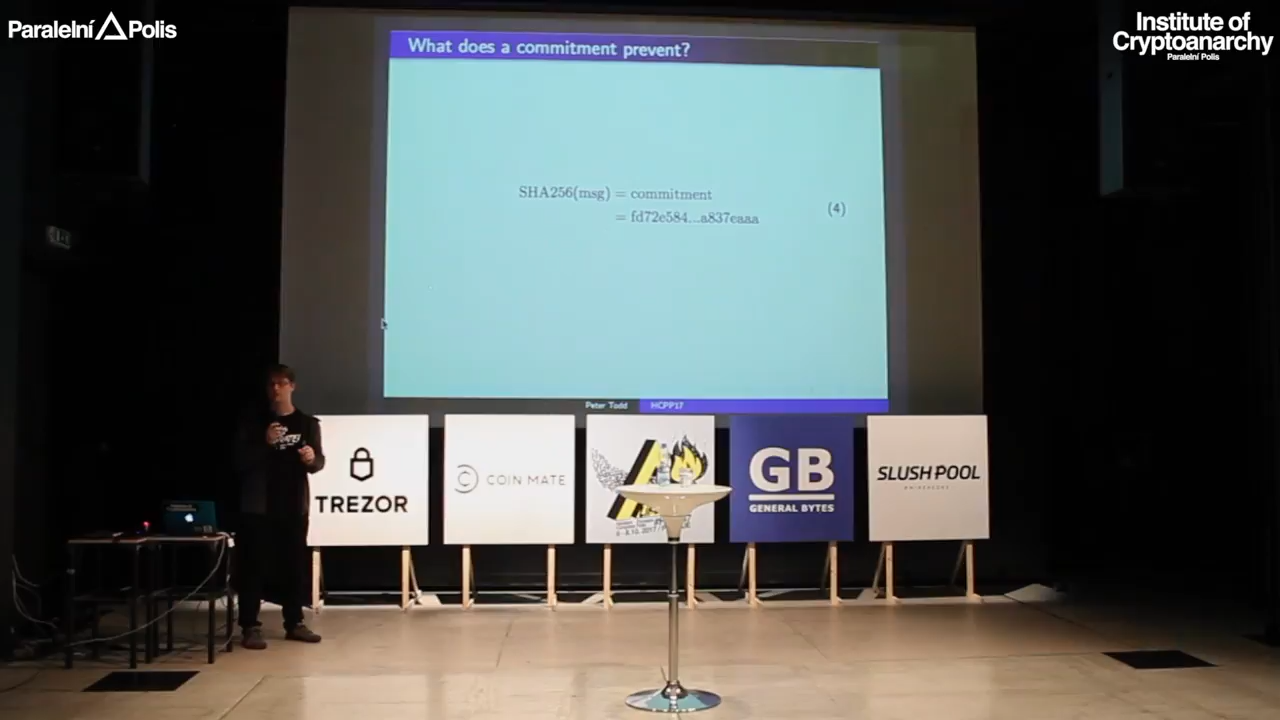 Paralelní Polis
Institute of
Cryptoanarchy
Paralelní Polis
What does a commitment prevent?
SHA256(msg) = commitment
= fd72e584...a837eaaa
(4)
Peter Todd
HCPP17
TREZOR
COIN MATE
GB
GENERAL BYTES
SLUSH POOL